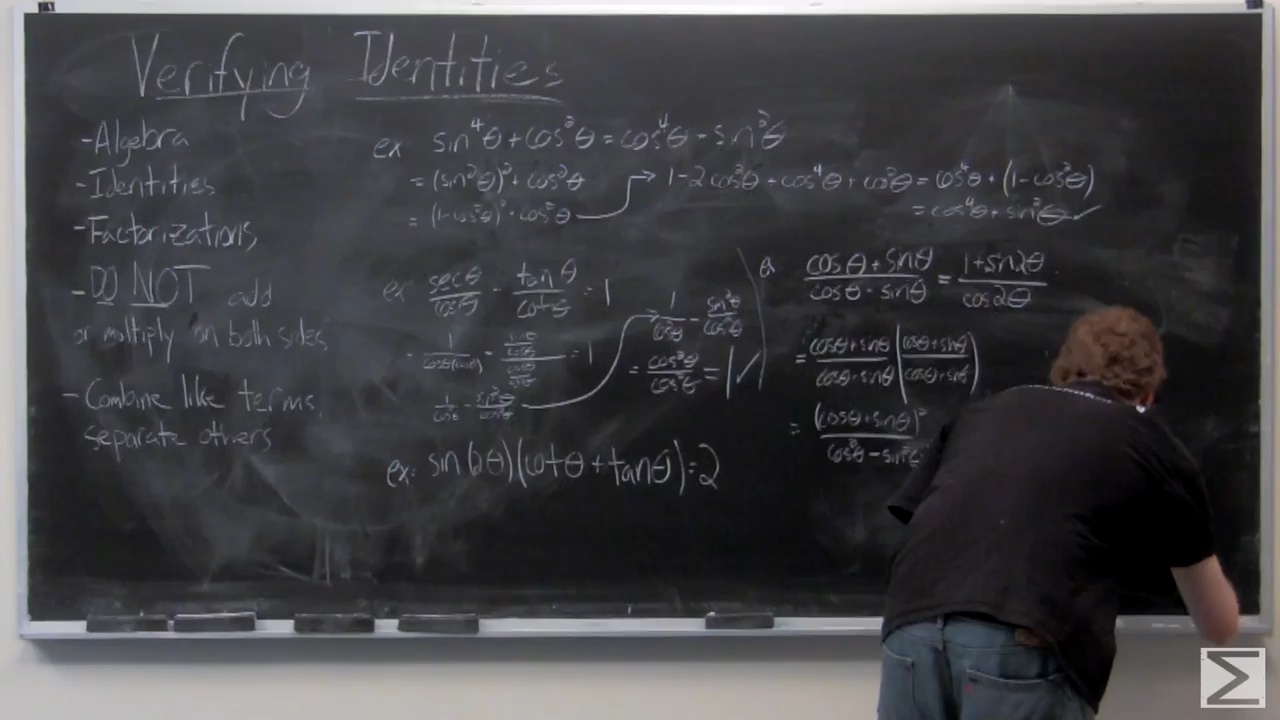 Verifying Identities
-Algebra
-Identities
-Factorizations
-DO NOT add
or multiply on both sides
-Combine like terms,
separate others
ex sin⁴θ + cos²θ = cos⁴θ + sin²θ
= (sin²θ)² + cos²θ
= (1-cos²θ)² + cos²θ → 1-2cos²θ + cos⁴θ + cos²θ = cos⁴θ + (1-cos²θ)
= cos⁴θ + sin²θ ✓
ex secθ/cosθ - tanθ/cotθ = 1
1/cosθ - sin²θ/cos²θ → 1/cos²θ - sin²θ/cos²θ
= cos²θ/cos²θ = 1 ✓
ex: sin(2θ)(cotθ + tanθ) = 2
ex cosθ + sinθ/cosθ - sinθ = 1 + sin2θ/cos2θ
= cosθ + sinθ/cosθ - sinθ (cosθ + sinθ/cosθ + sinθ)
= (cosθ + sinθ)²/cos²θ - sin²
Σ